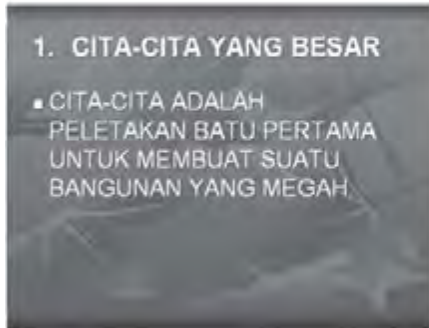 1. CITA-CITA YANG BESAR
▪ CITA-CITA ADALAH
PELETAKAN BATU PERTAMA
UNTUK MEMBUAT SUATU
BANGUNAN YANG MEGAH.